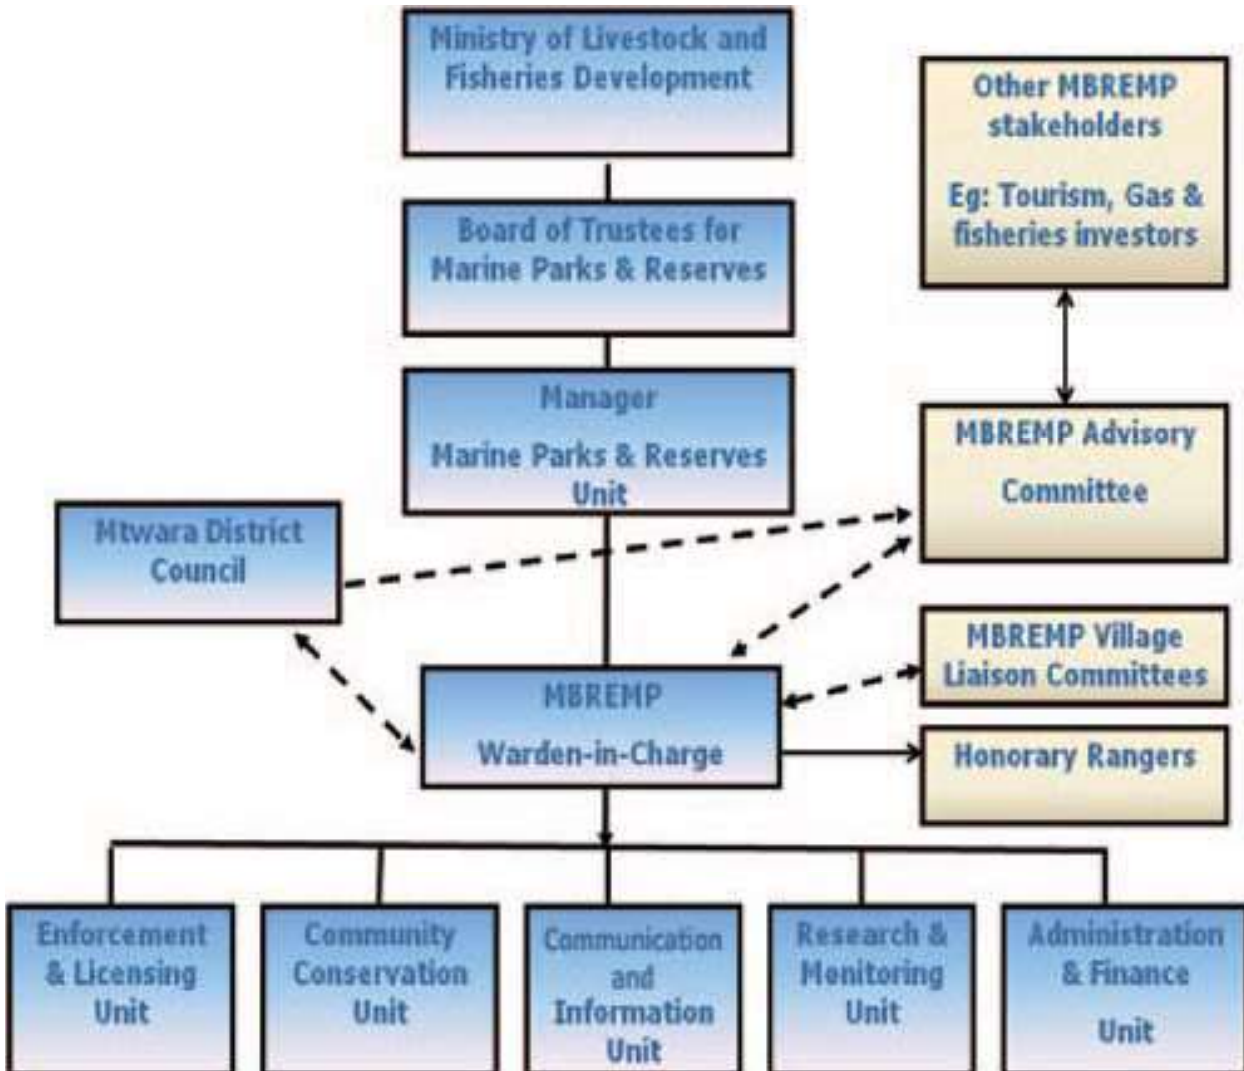 Ministry of Livestock and
Fisheries Development
Other MBREMP
stakeholders
Eg: Tourism, Gas &
fisheries investors
Board of Trustees for
Marine Parks & Reserves
Manager
Marine Parks & Reserves
Unit
MBREMP Advisory
Committee
Mtwara District
Council
MBREMP Village
Liaison Committees
MBREMP
Warden-in-Charge
Honorary Rangers
Enforcement
& Licensing
Unit
Community
Conservation
Unit
Communication
and
Information
Unit
Research &
Monitoring
Unit
Administration
& Finance
Unit